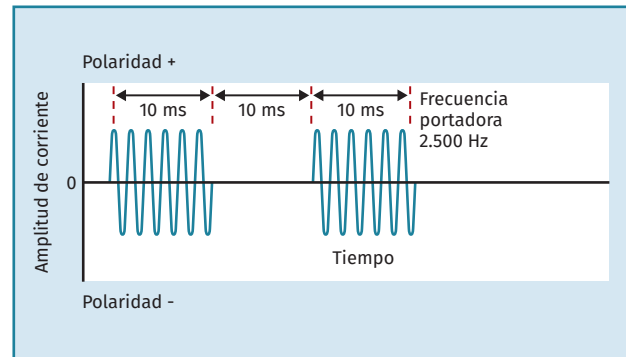 Polaridad +
10 ms
10 ms
10 ms
Frecuencia
portadora
2.500 Hz
Amplitud de corriente
0
Tiempo
Polaridad -